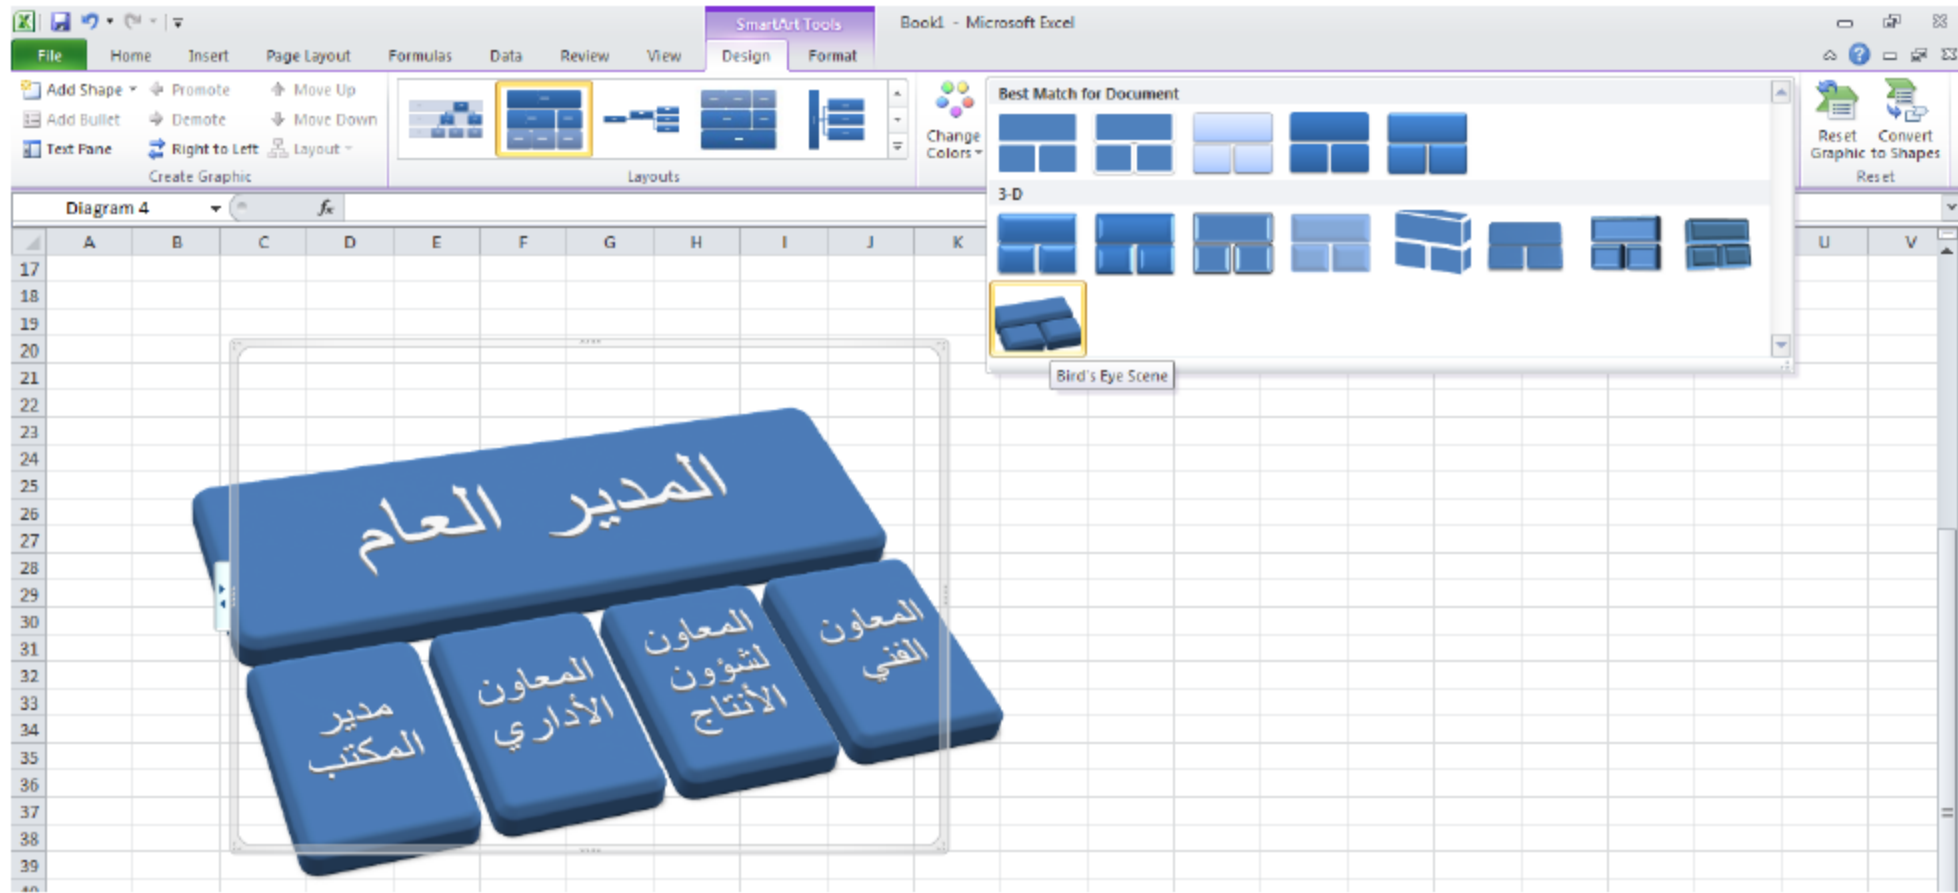 SmartArt Tools
Book1 - Microsoft Excel
File Home Insert Page Layout Formulas Data Review View Design Format
Add Shape Promote Move Up
Add Bullet Demote Move Down
Text Pane Right to Left Layout
Create Graphic
Layouts
Change
Colors
Best Match for Document
3-D
Bird's Eye Scene
Reset
Graphic
Convert
to Shapes
Reset
Diagram 4
fx
A B C D E F G H I J K U V
17
18
19
20
21
22
23
24
25
26
27
28
29
30
31
32
33
34
35
36
37
38
39
40
المدير العام
المعاون
الفني
المعاون
لشؤون
الأنتاج
المعاون
الأداري
مدير
المكتب